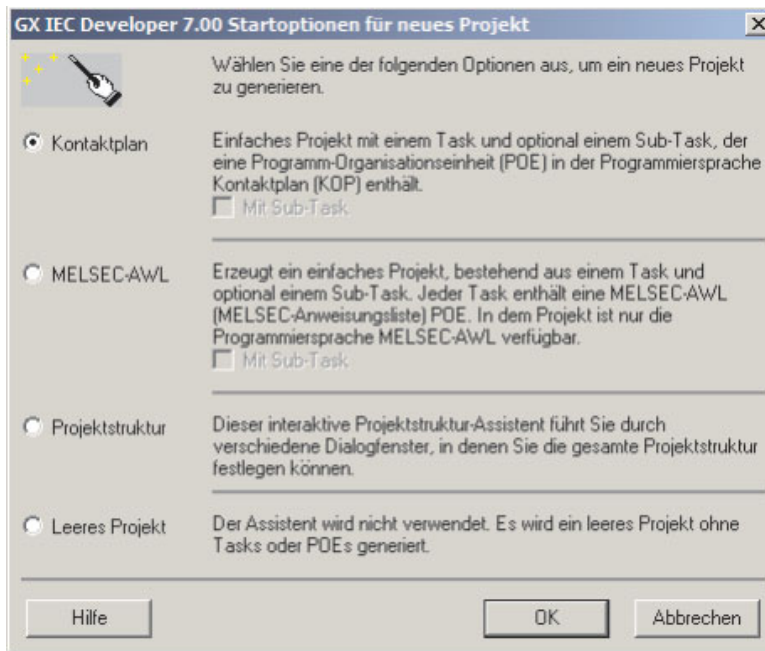 GX IEC Developer 7.00 Startoptionen für neues Projekt
Wählen Sie eine der folgenden Optionen aus, um ein neues Projekt
zu generieren.
Kontaktplan
Einfaches Projekt mit einem Task und optional einem Sub-Task, der
eine Programm-Organisationseinheit (POE) in der Programmiersprache
Kontaktplan (KOP) enthält.
Mit Sub-Task
MELSEC-AWL
Erzeugt ein einfaches Projekt, bestehend aus einem Task und
optional einem Sub-Task. Jeder Task enthält eine MELSEC-AWL
(MELSEC-Anweisungsliste) POE. In dem Projekt ist nur die
Programmiersprache MELSEC-AWL verfügbar.
Mit Sub-Task
Projektstruktur
Dieser interaktive Projektstruktur-Assistent führt Sie durch
verschiedene Dialogfenster, in denen Sie die gesamte Projektstruktur
festlegen können.
Leeres Projekt
Der Assistent wird nicht verwendet. Es wird ein leeres Projekt ohne
Tasks oder POEs generiert.
Hilfe
OK
Abbrechen